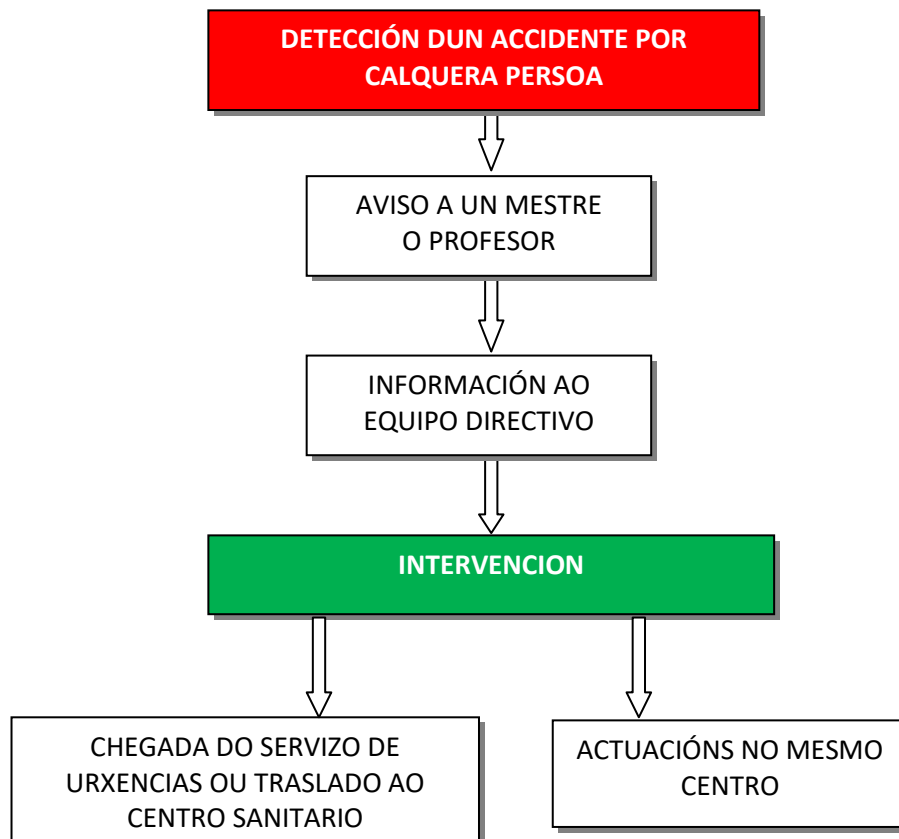 DETECCIÓN DUN ACCIDENTE POR
CALQUERA PERSOA
AVISO A UN MESTRE
O PROFESOR
INFORMACIÓN AO
EQUIPO DIRECTIVO
INTERVENCION
CHEGADA DO SERVIZO DE
URXENCIAS OU TRASLADO AO
CENTRO SANITARIO
ACTUACIÓNS NO MESMO
CENTRO